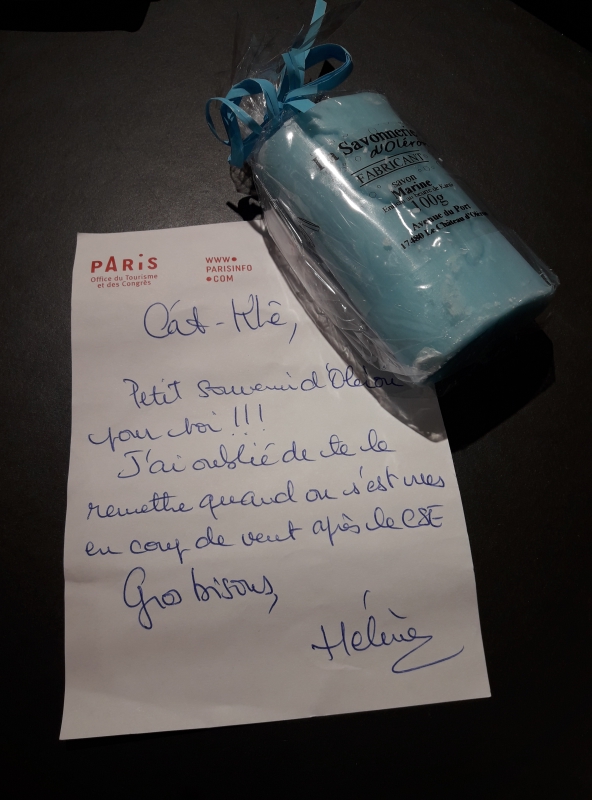 La Savonnerie
d'Oléron
FABRICANT
Savon
Marine
100g
Avenue du Port
17480 Le Château d'Oléron
PARIS
Office du Tourisme
et des Congrès
WWW•
PARISINFO
•COM
Cát-Khê,
Petit souvenir d'Oléron
pour toi !!!
J'ai oublié de te le
remettre quand on s'est vues
en coup de vent après le CSE
Gros bisous,
Hélène